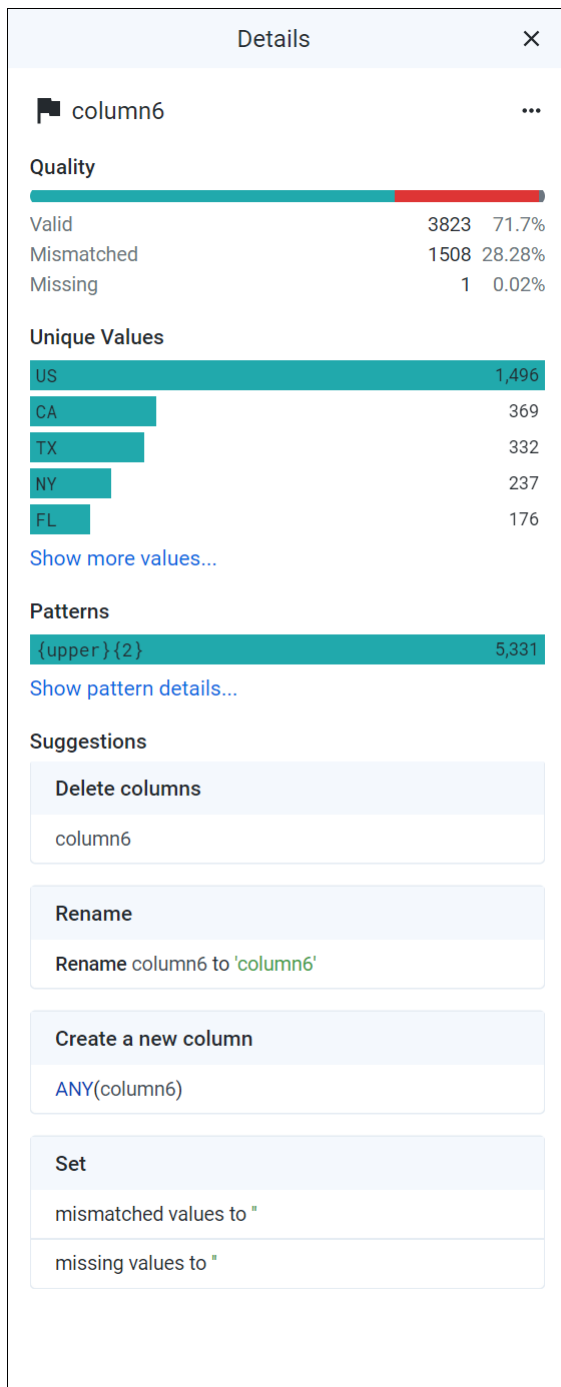 Details
column6
Quality
Valid 3823 71.7%
Mismatched 1508 28.28%
Missing 1 0.02%
Unique Values
US 1,496
CA 369
TX 332
NY 237
FL 176
Show more values...
Patterns
{upper}{2} 5,331
Show pattern details...
Suggestions
Delete columns
column6
Rename
Rename column6 to 'column6'
Create a new column
ANY(column6)
Set
mismatched values to ''
missing values to ''